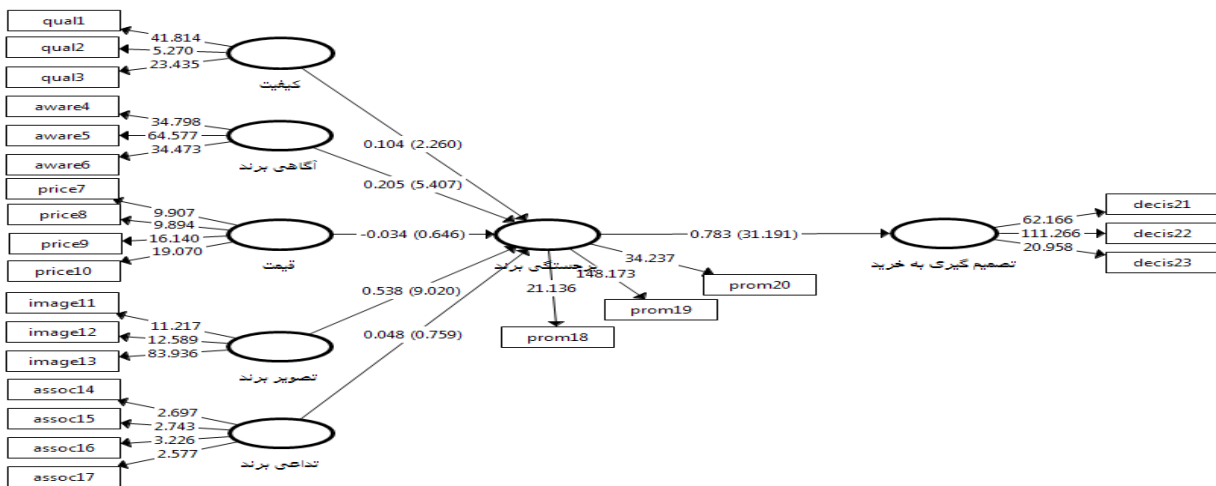 qual1
41.814
qual2
5.270
qual3
23.435
کیفیت
aware4
34.798
aware5
64.577
aware6
34.473
آگاهی برند
price7
9.907
price8
9.894
price9
16.140
price10
19.070
قیمت
image11
11.217
image12
12.589
image13
83.936
تصویر برند
assoc14
2.697
assoc15
2.743
assoc16
3.226
assoc17
2.577
تداعی برند
0.104 (2.260)
0.205 (5.407)
-0.034 (0.646)
0.538 (9.020)
0.048 (0.759)
برجستگی برند
21.136
148.173
34.237
prom18
prom19
prom20
0.783 (31.191)
تصمیم گیری به خرید
62.166
decis21
111.266
decis22
20.958
decis23